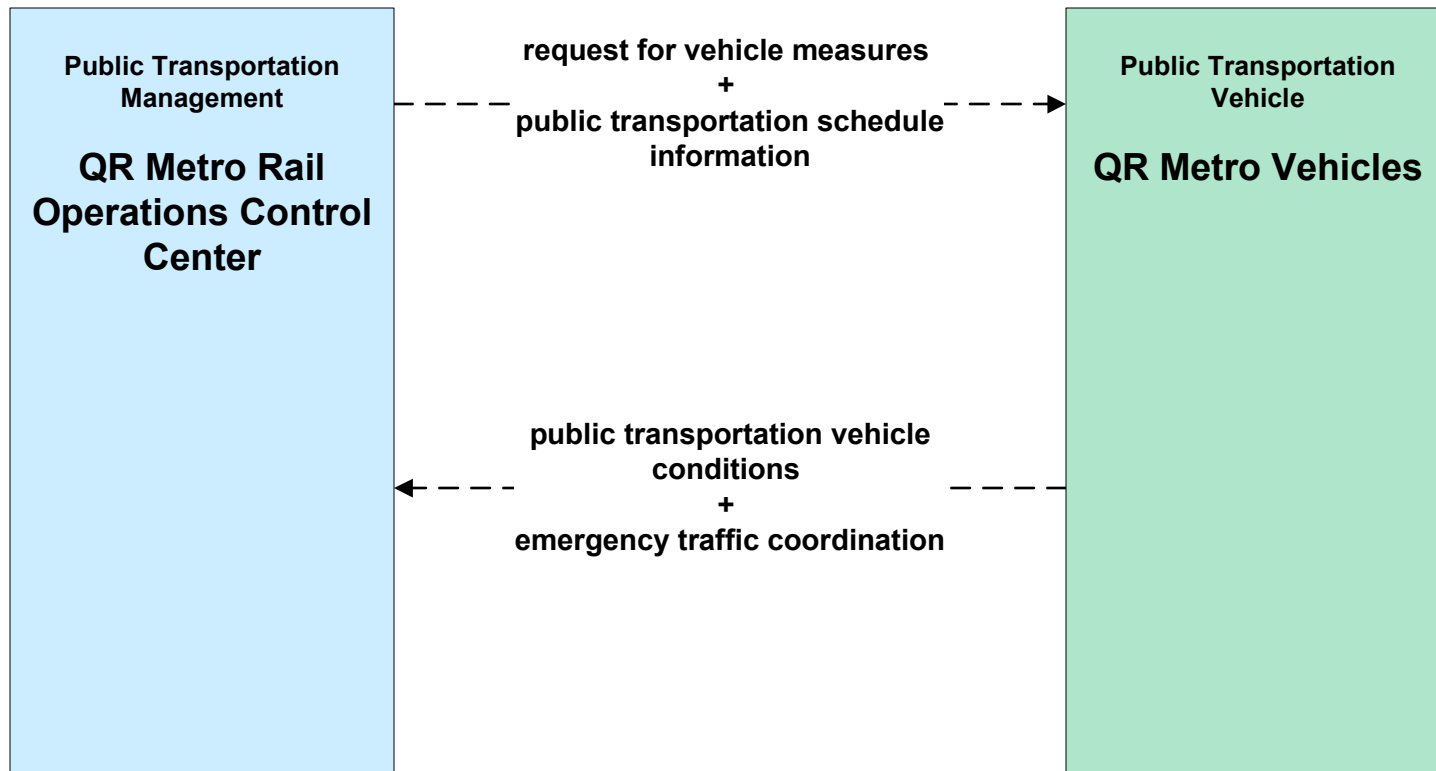 Public Transportation
Management
QR Metro Rail
Operations Control
Center
request for vehicle measures
+
public transportation schedule
information
public transportation vehicle
conditions
+
emergency traffic coordination
Public Transportation
Vehicle
QR Metro Vehicles